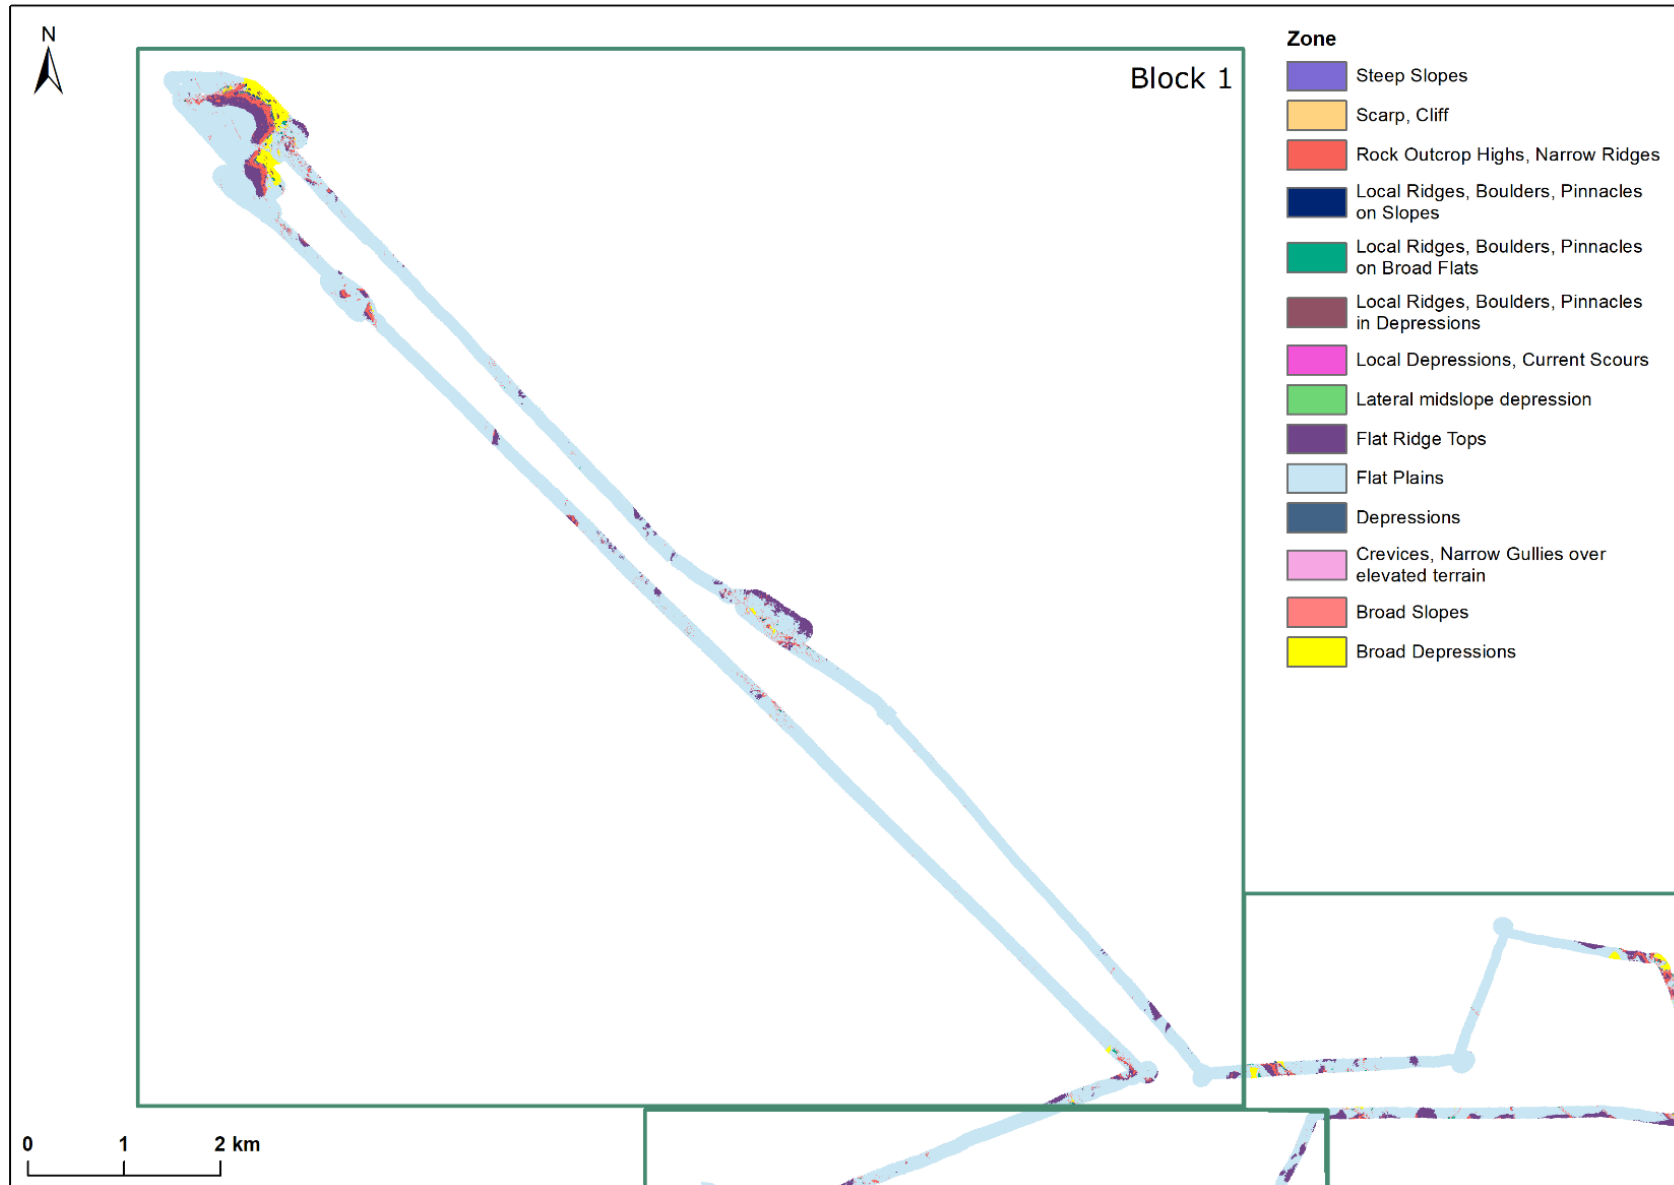 N
Block 1
Zone
Steep Slopes
Scarp, Cliff
Rock Outcrop Highs, Narrow Ridges
Local Ridges, Boulders, Pinnacles
on Slopes
Local Ridges, Boulders, Pinnacles
on Broad Flats
Local Ridges, Boulders, Pinnacles
in Depressions
Local Depressions, Current Scours
Lateral midslope depression
Flat Ridge Tops
Flat Plains
Depressions
Crevices, Narrow Gullies over
elevated terrain
Broad Slopes
Broad Depressions
0 1 2 km